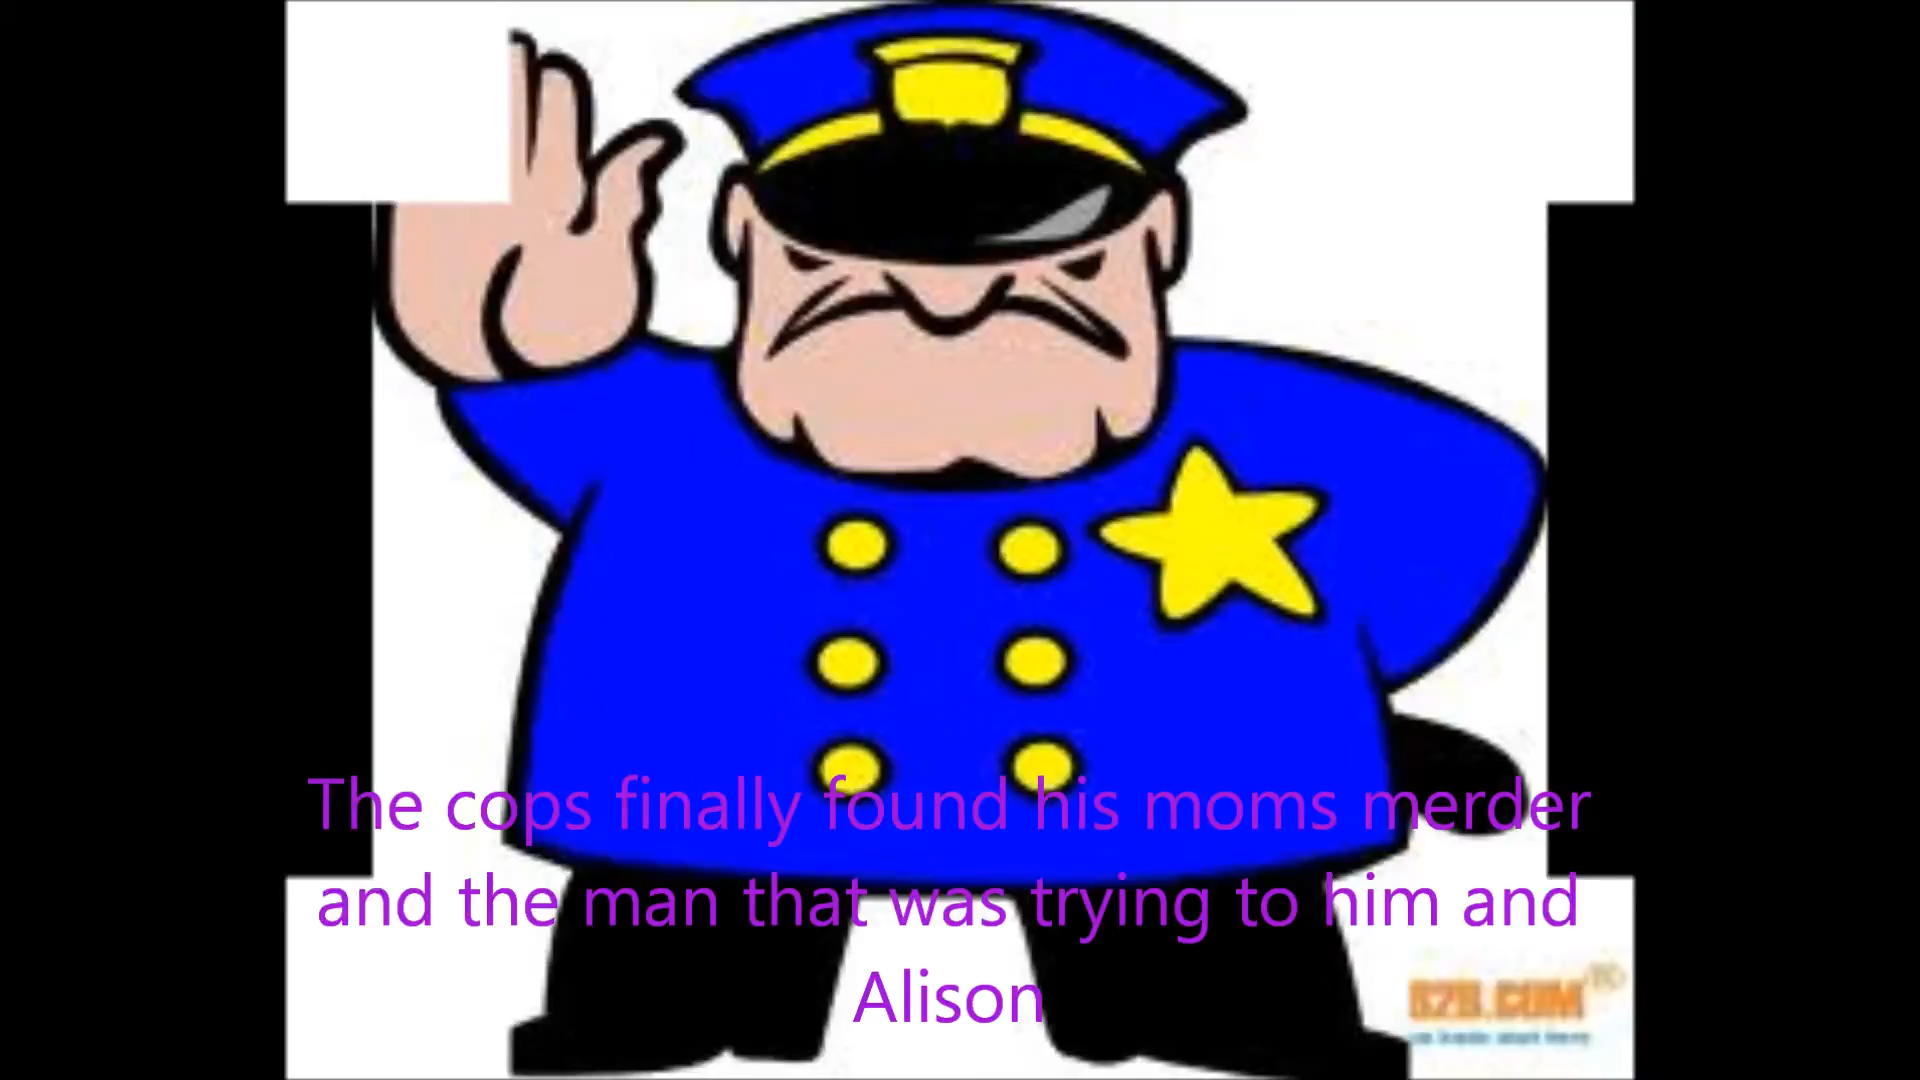 The cops finally found his moms merder
and the man that was trying to him and
Alison